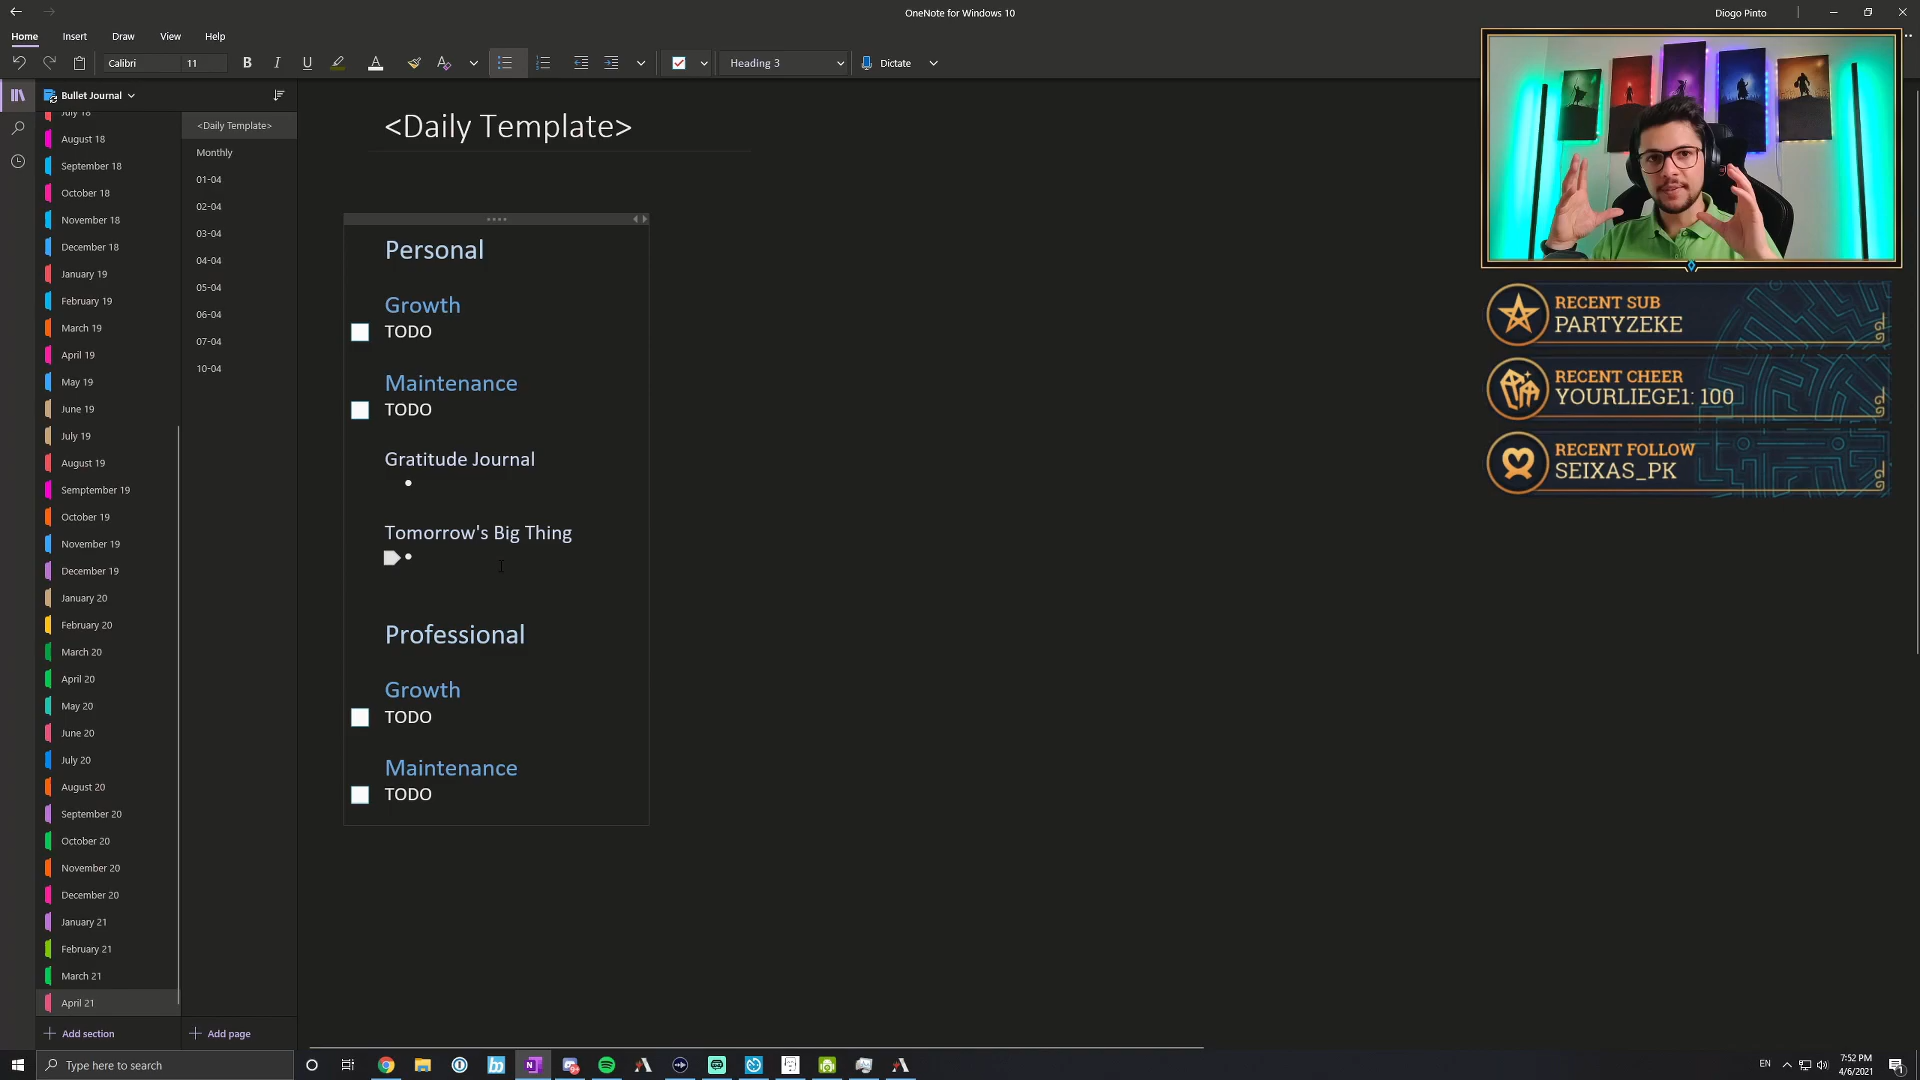 OneNote for Windows 10
Diogo Pinto
Home
Insert
Draw
View
Help
Calibri
11
B
I
U
A
A
Heading 3
Dictate
Bullet Journal
July 18
August 18
September 18
October 18
November 18
December 18
January 19
February 19
March 19
April 19
May 19
June 19
July 19
August 19
Semptember 19
October 19
November 19
December 19
January 20
February 20
March 20
April 20
May 20
June 20
July 20
August 20
September 20
October 20
November 20
December 20
January 21
February 21
March 21
April 21
Add section
<Daily Template>
Monthly
01-04
02-04
03-04
04-04
05-04
06-04
07-04
10-04
Add page
<Daily Template>
Personal
Growth
TODO
Maintenance
TODO
Gratitude Journal
Tomorrow's Big Thing
Professional
Growth
TODO
Maintenance
TODO
RECENT SUB
PARTYZEKE
RECENT CHEER
YOURLIEGE1: 100
RECENT FOLLOW
SEIXAS_PK
Type here to search
EN
7:52 PM
4/6/2021